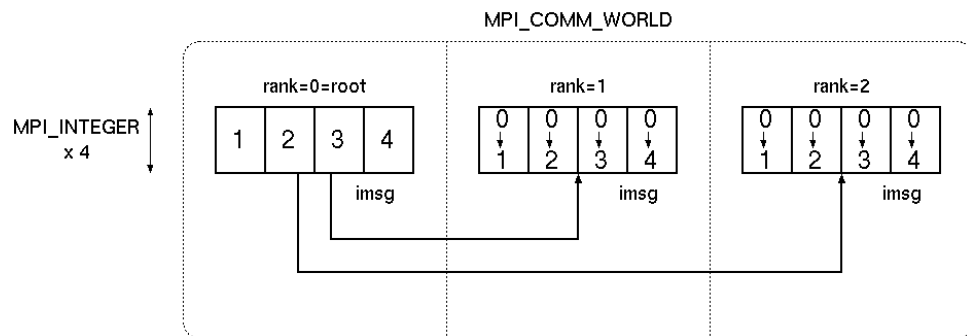 MPI_COMM_WORLD
rank=0=root
rank=1
rank=2
MPI_INTEGER
x 4
1 2 3 4
0 0 0 0
1 2 3 4
0 0 0 0
1 2 3 4
imsg
imsg
imsg